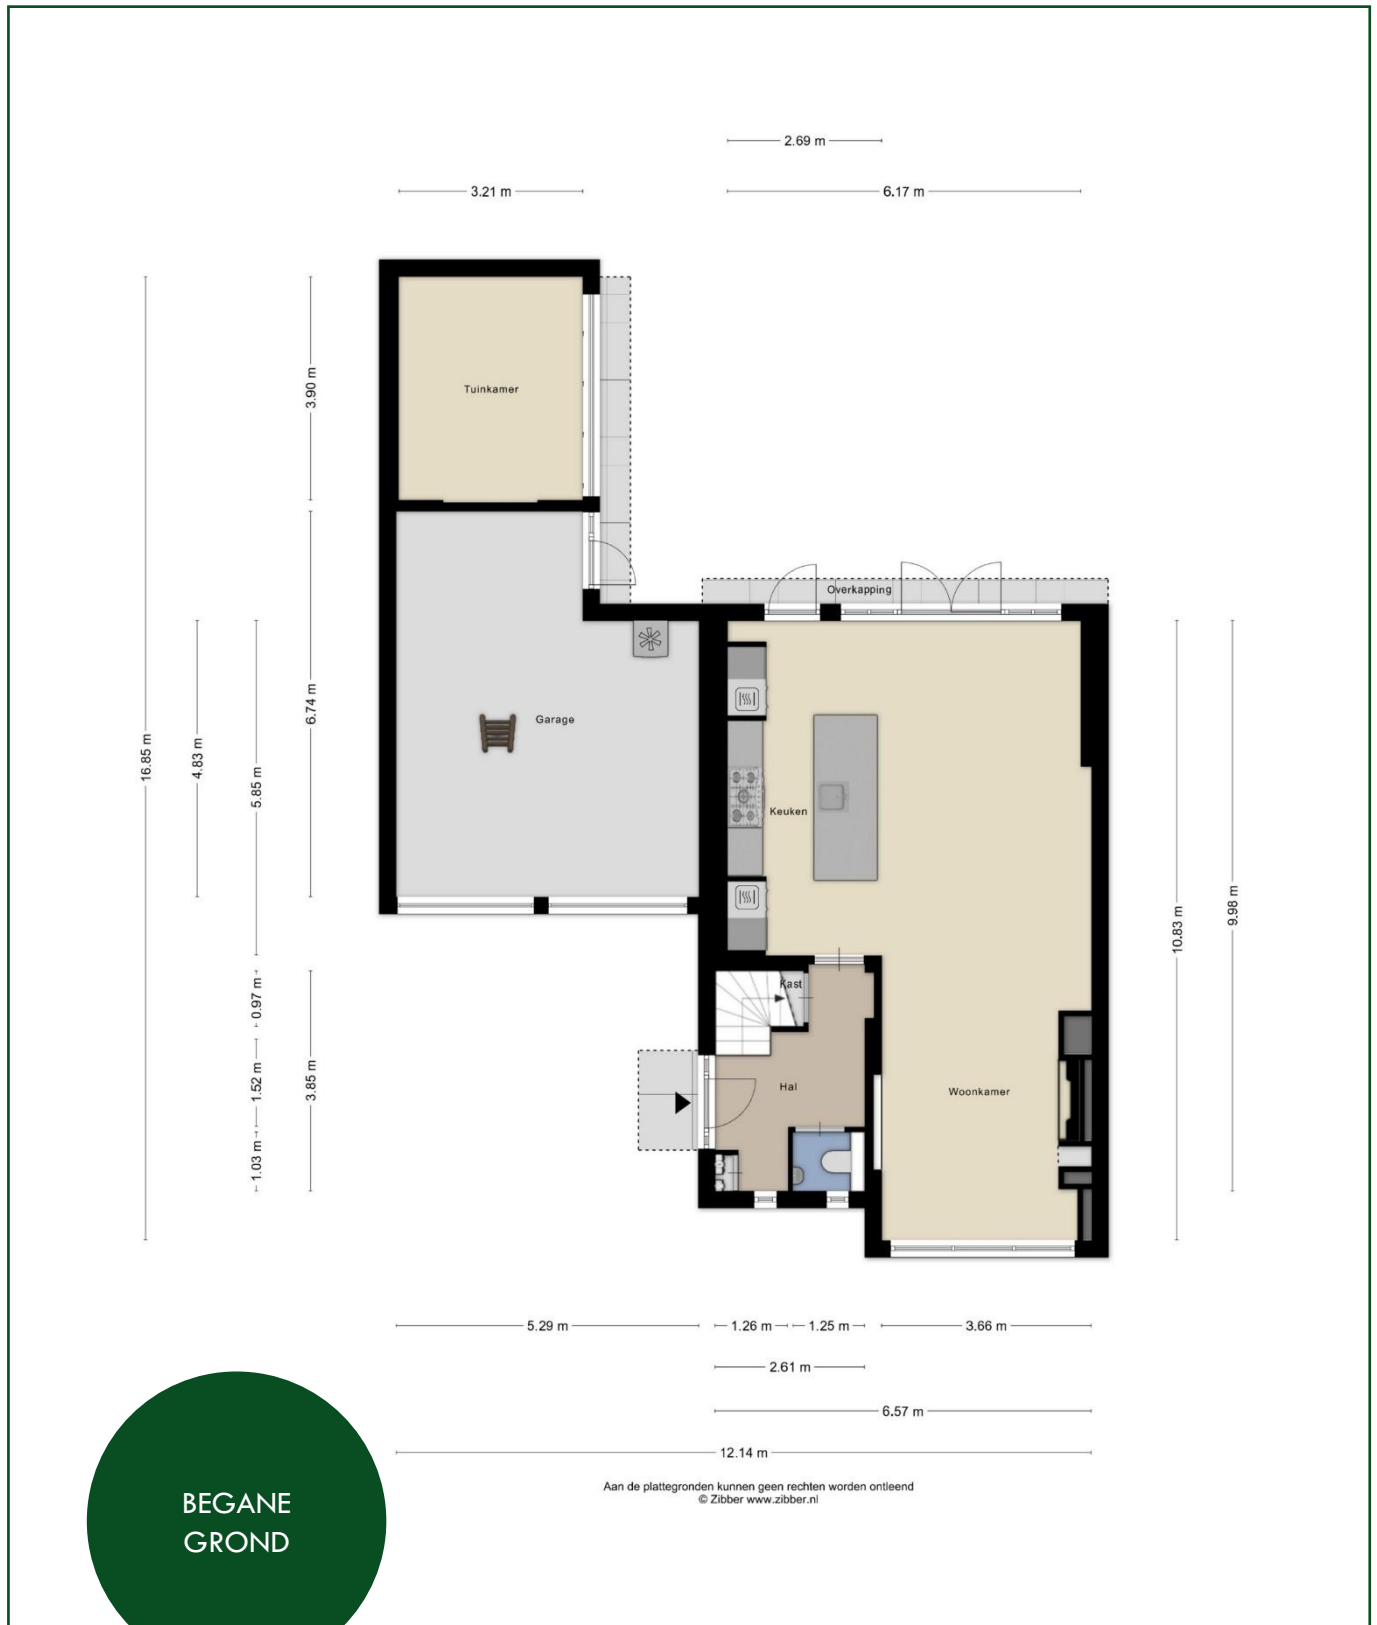 2.69 m
3.21 m
6.17 m
3.90 m
Tuinkamer
Overkapping
6.74 m
Garage
16.85 m
4.83 m
5.85 m
Keuken
10.83 m
9.98 m
0.97 m
Kast
1.52 m
3.85 m
Hal
Woonkamer
1.03 m
5.29 m
1.26 m
1.25 m
3.66 m
2.61 m
6.57 m
12.14 m
Aan de plattegronden kunnen geen rechten worden ontleend
© Zibber www.zibber.nl
BEGANE
GROND